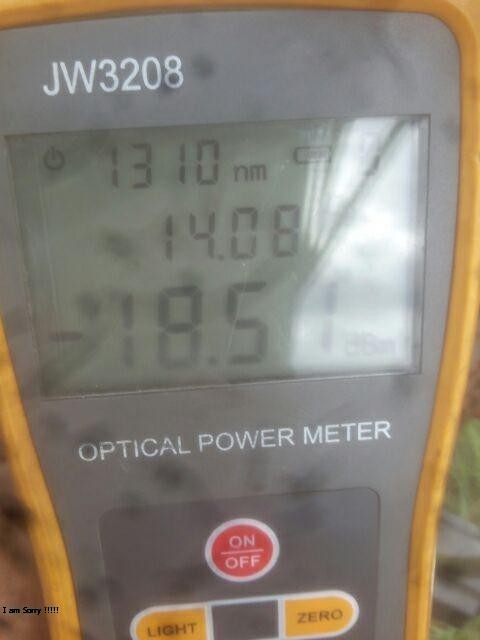 JW3208
1310 nm
14.08
-18.51
dBm
OPTICAL POWER METER
ON
OFF
LIGHT
ZERO
I am Sorry !!!!!